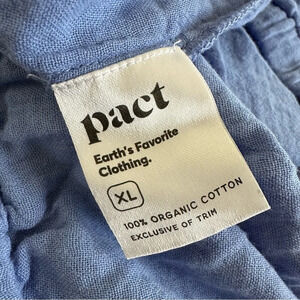 pact
Earth's Favorite
Clothing.
XL
100% ORGANIC COTTON
EXCLUSIVE OF TRIM